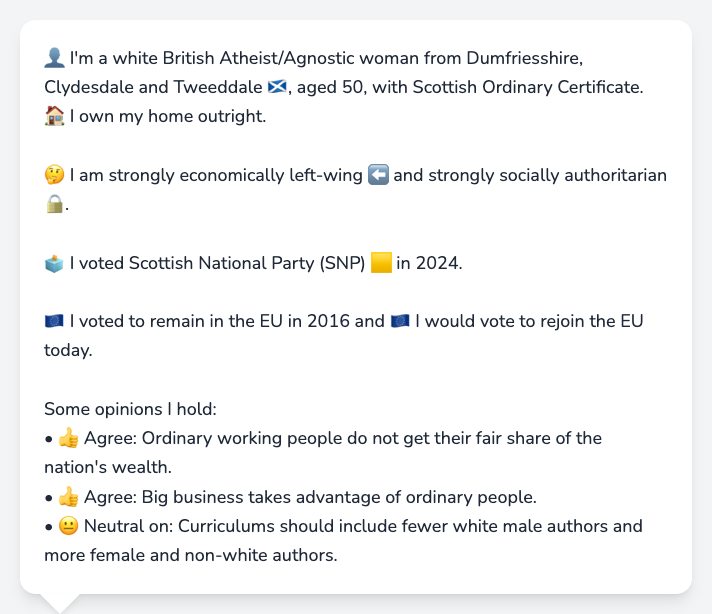 👤 I'm a white British Atheist/Agnostic woman from Dumfriesshire,
Clydesdale and Tweeddale 🏴󠁧󠁢󠁳󠁣󠁴󠁿, aged 50, with Scottish Ordinary Certificate.
🏠 I own my home outright.
🤔 I am strongly economically left-wing ⬅️ and strongly socially authoritarian
🔒.
🗳️ I voted Scottish National Party (SNP) 🟨 in 2024.
🇪🇺 I voted to remain in the EU in 2016 and 🇪🇺 I would vote to rejoin the EU
today.
Some opinions I hold:
• 👍 Agree: Ordinary working people do not get their fair share of the
nation's wealth.
• 👍 Agree: Big business takes advantage of ordinary people.
• 😐 Neutral on: Curriculums should include fewer white male authors and
more female and non-white authors.